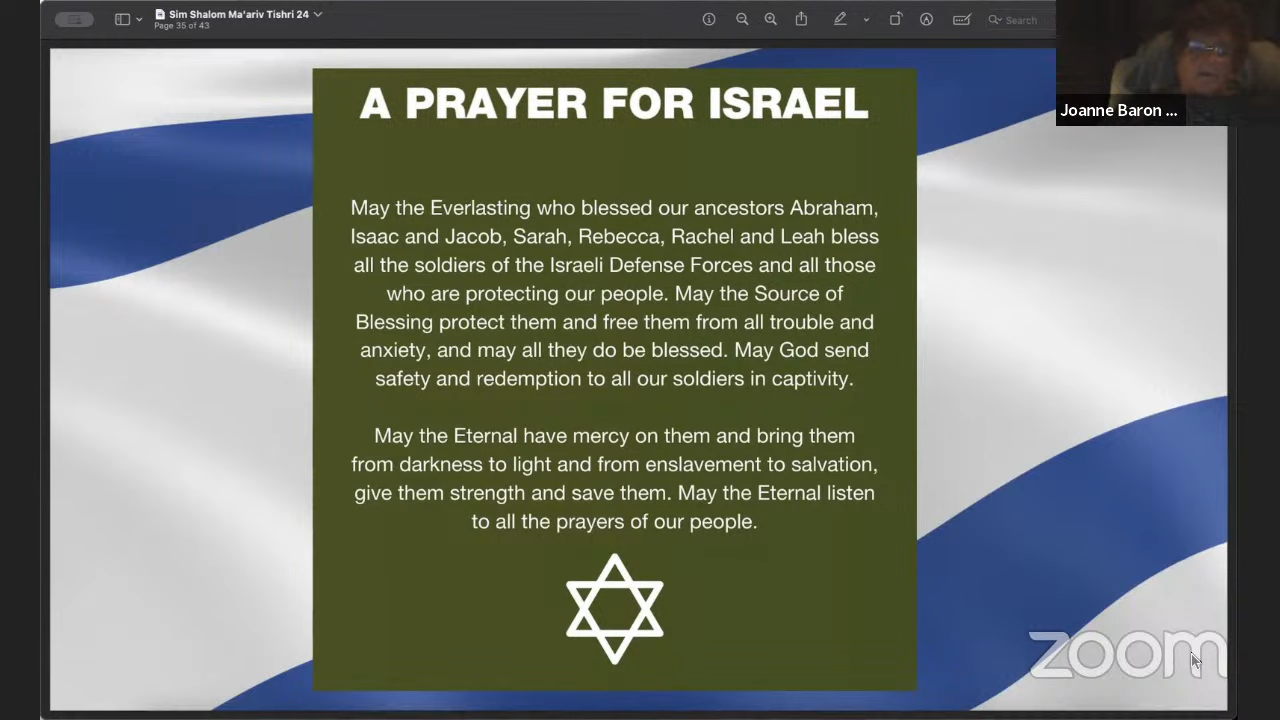 Sim Shalom Ma'ariv Tishri 24
Page 35 of 43
Search
Joanne Baron ...
A PRAYER FOR ISRAEL
May the Everlasting who blessed our ancestors Abraham,
Isaac and Jacob, Sarah, Rebecca, Rachel and Leah bless
all the soldiers of the Israeli Defense Forces and all those
who are protecting our people. May the Source of
Blessing protect them and free them from all trouble and
anxiety, and may all they do be blessed. May God send
safety and redemption to all our soldiers in captivity.
May the Eternal have mercy on them and bring them
from darkness to light and from enslavement to salvation,
give them strength and save them. May the Eternal listen
to all the prayers of our people.
zoom